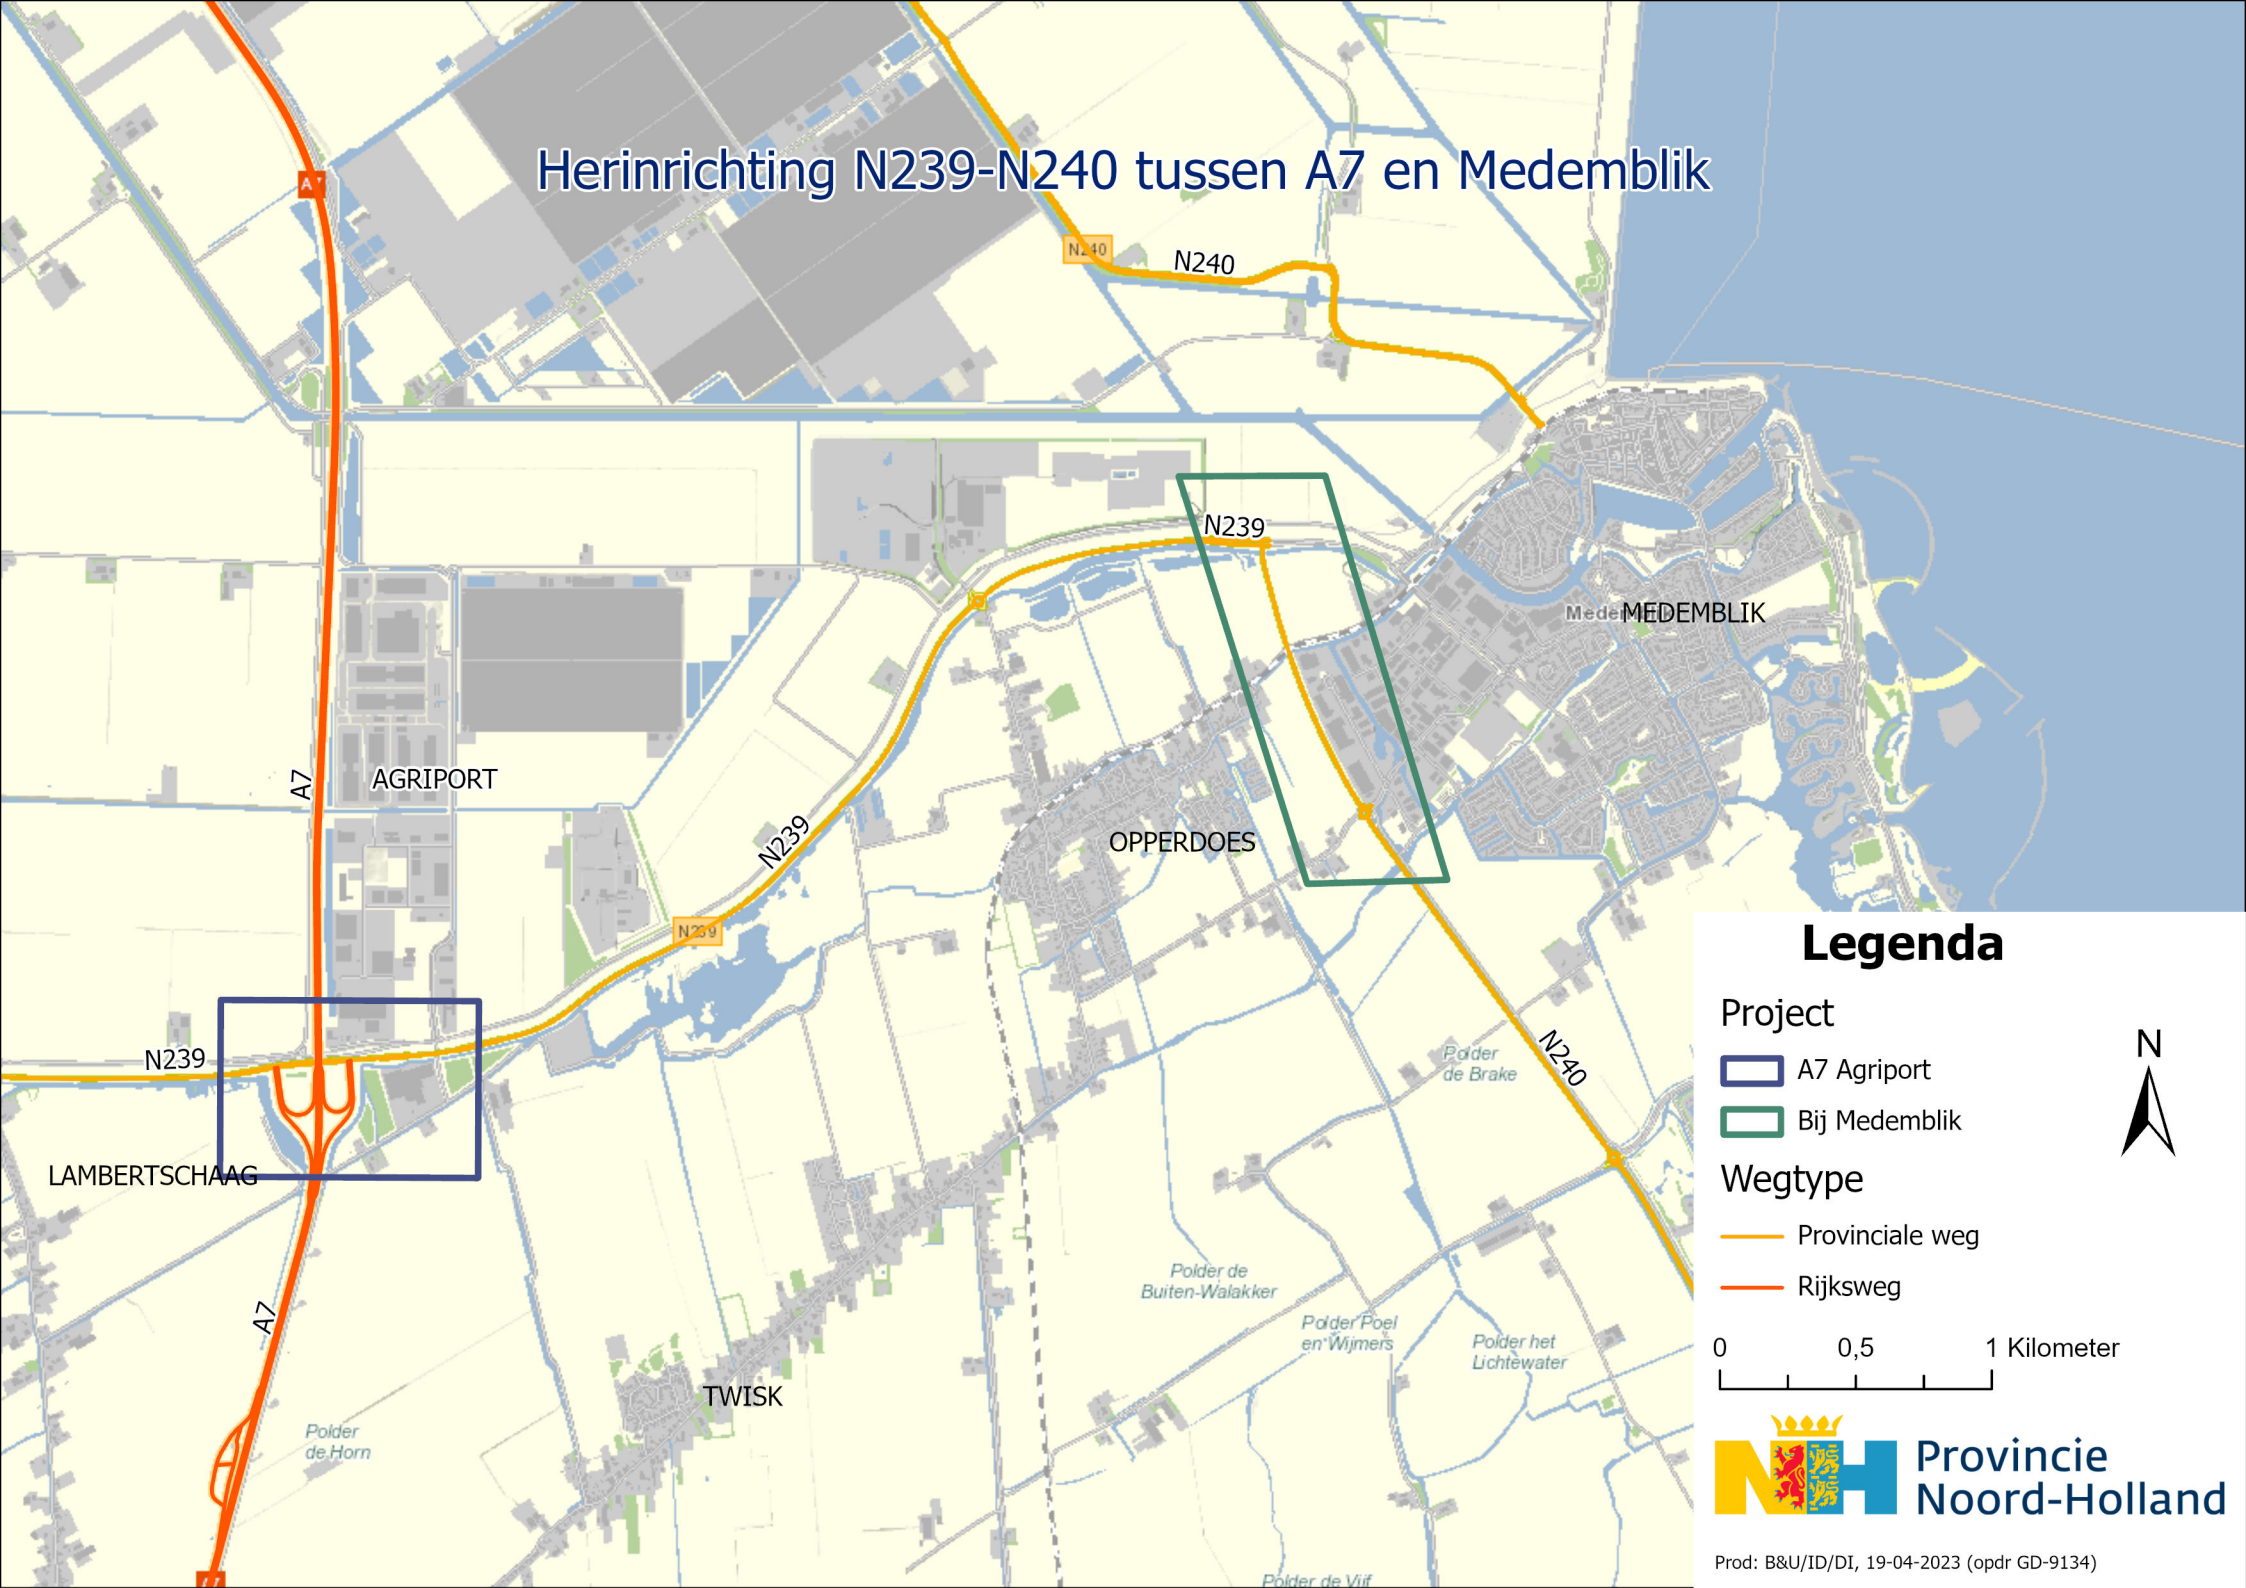 Herinrichting N239-N240 tussen A7 en Medemblik
A7
N240
N240
N239
Medemblik
MEDEMBLIK
A7
AGRIPORT
N239
OPPERDOES
N239
N239
LAMBERTSCHAAG
N240
Polder
de Brake
A7
Polder de
Buiten-Walakker
Polder Poel
en Wijmers
Polder het
Lichtewater
TWISK
Polder
de Horn
Polder de Vijf
Legenda
Project
A7 Agriport
Bij Medemblik
Wegtype
Provinciale weg
Rijksweg
N
0 0,5 1 Kilometer
NH
Provincie
Noord-Holland
Prod: B&U/ID/DI, 19-04-2023 (opdr GD-9134)